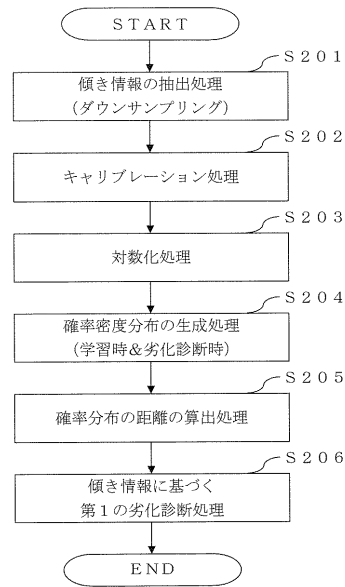 ＳＴＡＲＴ
Ｓ２０１
傾き情報の抽出処理
（ダウンサンプリング）
Ｓ２０２
キャリブレーション処理
Ｓ２０３
対数化処理
Ｓ２０４
確率密度分布の生成処理
（学習時＆劣化診断時）
Ｓ２０５
確率分布の距離の算出処理
Ｓ２０６
傾き情報に基づく
第１の劣化診断処理
ＥＮＤ